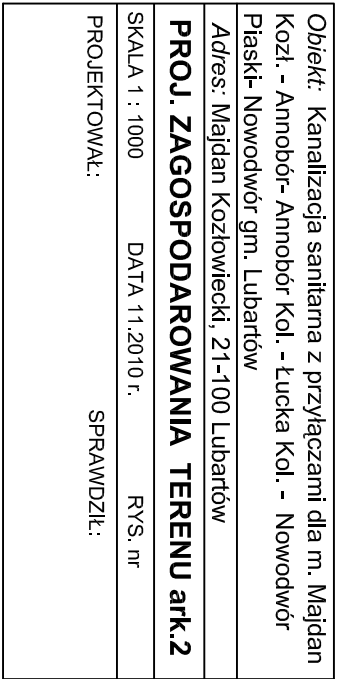 Obiekt: Kanalizacja sanitarna z przyłączami dla m. Majdan
Kozł. - Annobór- Annobór Kol. - Łucka Kol. - Nowodwór
Piaski- Nowodwór gm. Lubartów
Adres: Majdan Kozłowiecki, 21-100 Lubartów
PROJ. ZAGOSPODAROWANIA TERENU ark.2
SKALA 1 : 1000 DATA 11.2010 r. RYS. nr
PROJEKTOWAŁ: SPRAWDZIŁ: